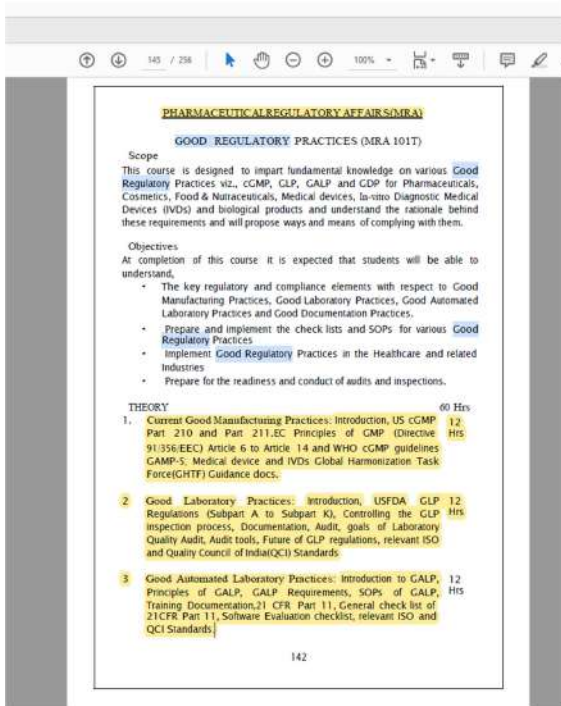 145 / 256
100%
PHARMACEUTICALREGULATORY AFFAIRS(MRA)
GOOD REGULATORY PRACTICES (MRA 101T)
Scope
This course is designed to impart fundamental knowledge on various Good
Regulatory Practices viz., cGMP, GLP, GALP and GDP for Pharmaceuticals,
Cosmetics, Food & Nutraceuticals, Medical devices, In-vitro Diagnostic Medical
Devices (IVDs) and biological products and understand the rationale behind
these requirements and will propose ways and means of complying with them.
Objectives
At completion of this course it is expected that students will be able to
understand,
• The key regulatory and compliance elements with respect to Good
Manufacturing Practices, Good Laboratory Practices, Good Automated
Laboratory Practices and Good Documentation Practices.
• Prepare and implement the check lists and SOPs for various Good
Regulatory Practices
• Implement Good Regulatory Practices in the Healthcare and related
Industries
• Prepare for the readiness and conduct of audits and inspections.
THEORY 60 Hrs
1. Current Good Manufacturing Practices: Introduction, US cGMP 12
Part 210 and Part 211.EC Principles of GMP (Directive Hrs
91/356/EEC) Article 6 to Article 14 and WHO cGMP guidelines
GAMP-5; Medical device and IVDs Global Harmonization Task
Force(GHTF) Guidance docs.
2 Good Laboratory Practices: Introduction, USFDA GLP 12
Regulations (Subpart A to Subpart K), Controlling the GLP Hrs
inspection process, Documentation, Audit, goals of Laboratory
Quality Audit, Audit tools, Future of GLP regulations, relevant ISO
and Quality Council of India(QCI) Standards
3 Good Automated Laboratory Practices: Introduction to GALP, 12
Principles of GALP, GALP Requirements, SOPs of GALP, Hrs
Training Documentation,21 CFR Part 11, General check list of
21CFR Part 11, Software Evaluation checklist, relevant ISO and
QCI Standards.
142